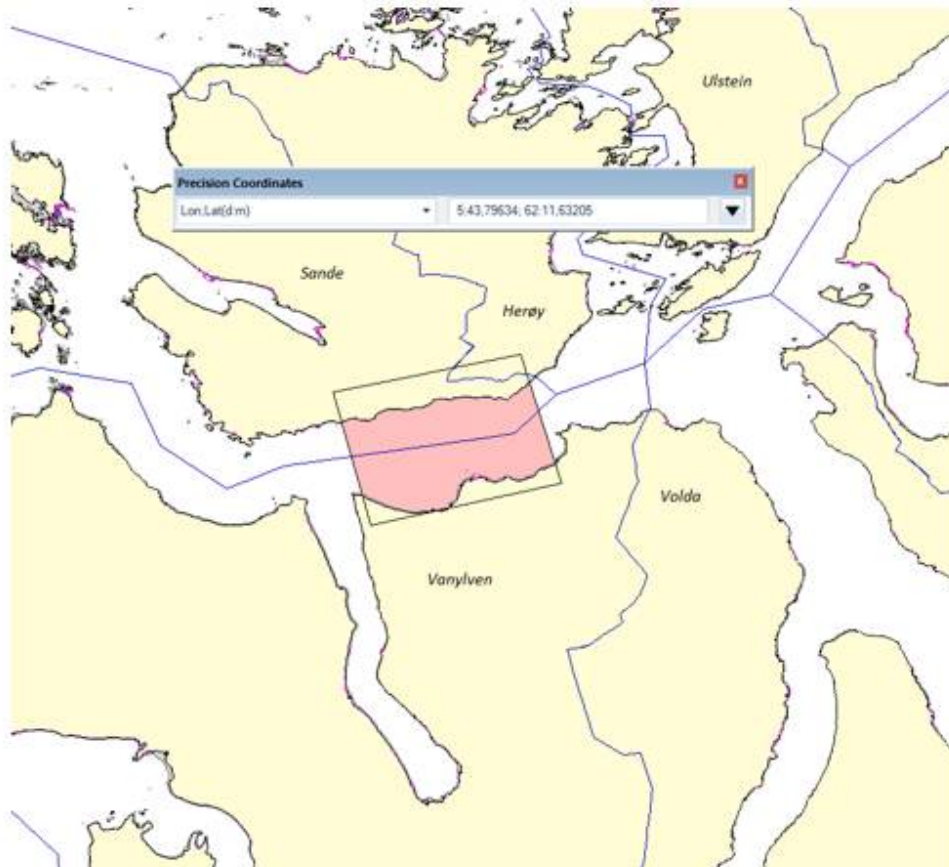 Ulstein
Precision Coordinates
Lon;Lat(d:m)
5:43,79634; 62:11,63205
Sande
Herøy
Volda
Vanylven